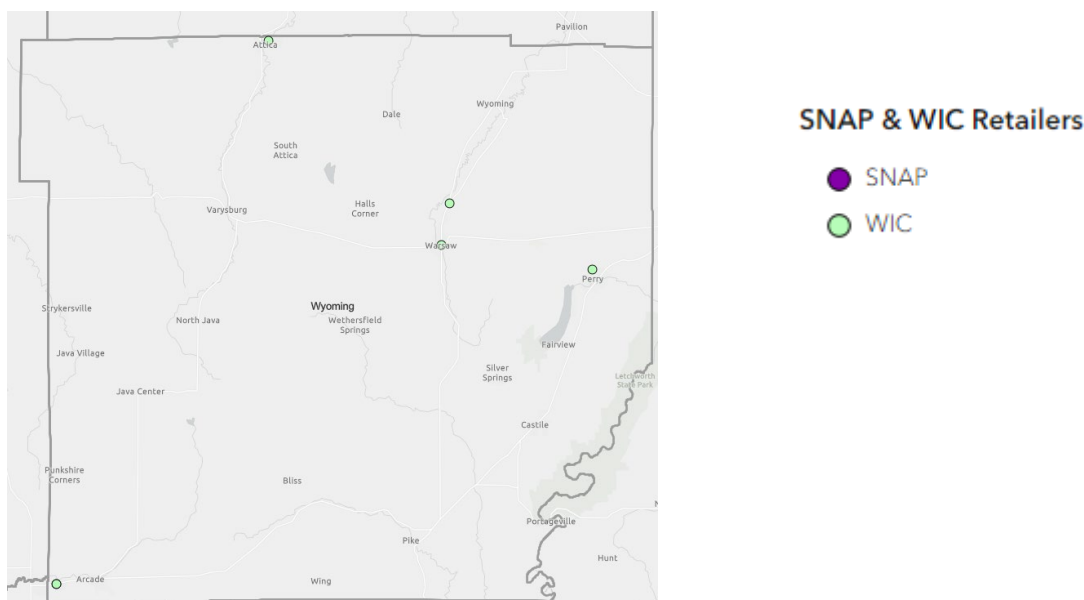 Pavilion
Attica
Wyoming
Dale
South
Attica
Halls
Corner
Varysburg
Warsaw
Perry
Wyoming
Strykersville
North Java
Wethersfield
Springs
Fairview
Java Village
Silver
Springs
Letchworth
State Park
Java Center
Castile
Punkshire
Corners
Bliss
Portageville
Pike
Hunt
Arcade
Wing
SNAP & WIC Retailers
SNAP
WIC